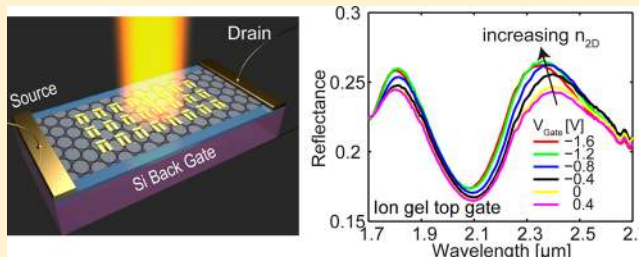 Source
Drain
Si Back Gate
0.3
0.25
0.2
0.15
Reflectance
increasing n2D
VGate [V]
−1.6
−1.2
−0.8
−0.4
0
0.4
Ion gel top gate
1.7 1.9 2.1 2.3 2.5 2.
Wavelength [µm]